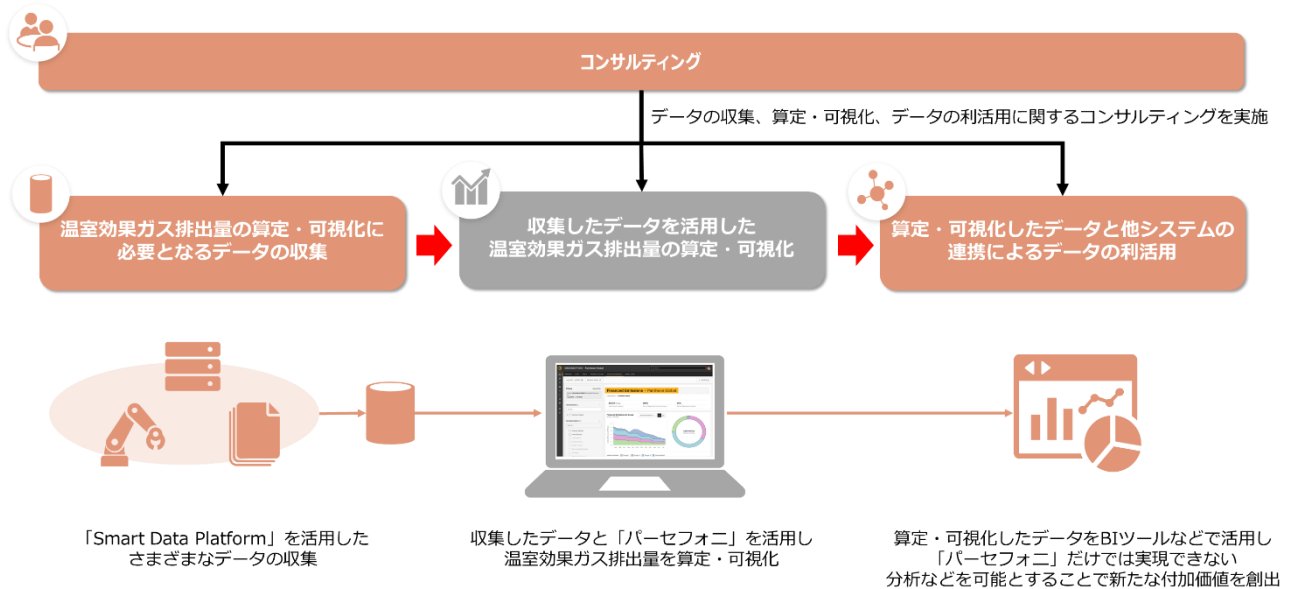 コンサルティング
データの収集、算定・可視化、データの利活用に関するコンサルティングを実施
温室効果ガス排出量の算定・可視化に
必要となるデータの収集
収集したデータを活用した
温室効果ガス排出量の算定・可視化
算定・可視化したデータと他システムの
連携によるデータの利活用
「Smart Data Platform」を活用した
さまざまなデータの収集
収集したデータと「パーセフォニ」を活用し
温室効果ガス排出量を算定・可視化
算定・可視化したデータをBIツールなどで活用し
「パーセフォニ」だけでは実現できない
分析などを可能とすることで新たな付加価値を創出